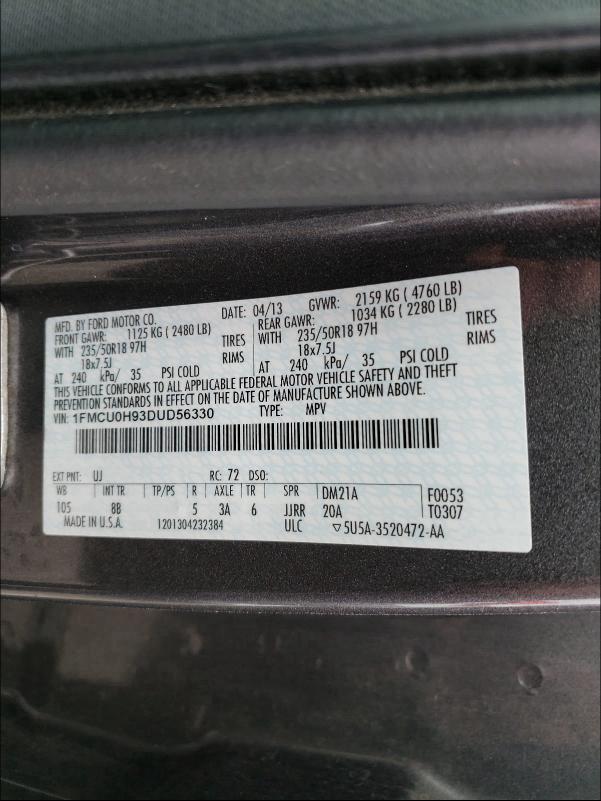 MFD. BY FORD MOTOR CO. DATE: 04/13 GVWR: 2159 KG ( 4760 LB)
FRONT GAWR: 1125 KG ( 2480 LB) REAR GAWR: 1034 KG ( 2280 LB)
WITH 235/50R18 97H TIRES WITH 235/50R18 97H TIRES
18x7.5J RIMS 18x7.5J RIMS
AT 240 kPa/ 35 PSI COLD AT 240 kPa/ 35 PSI COLD
THIS VEHICLE CONFORMS TO ALL APPLICABLE FEDERAL MOTOR VEHICLE SAFETY AND THEFT
PREVENTION STANDARDS IN EFFECT ON THE DATE OF MANUFACTURE SHOWN ABOVE.
VIN: 1FMCU0H93DUD56330 TYPE: MPV
EXT PNT: UJ RC: 72 DSO:
WB INT TR TP/PS R AXLE TR SPR DM21A F0053
105 8B 5 3A 6 JJRR 20A T0307
MADE IN U.S.A. 1201304232384 ULC ▽5U5A-3520472-AA